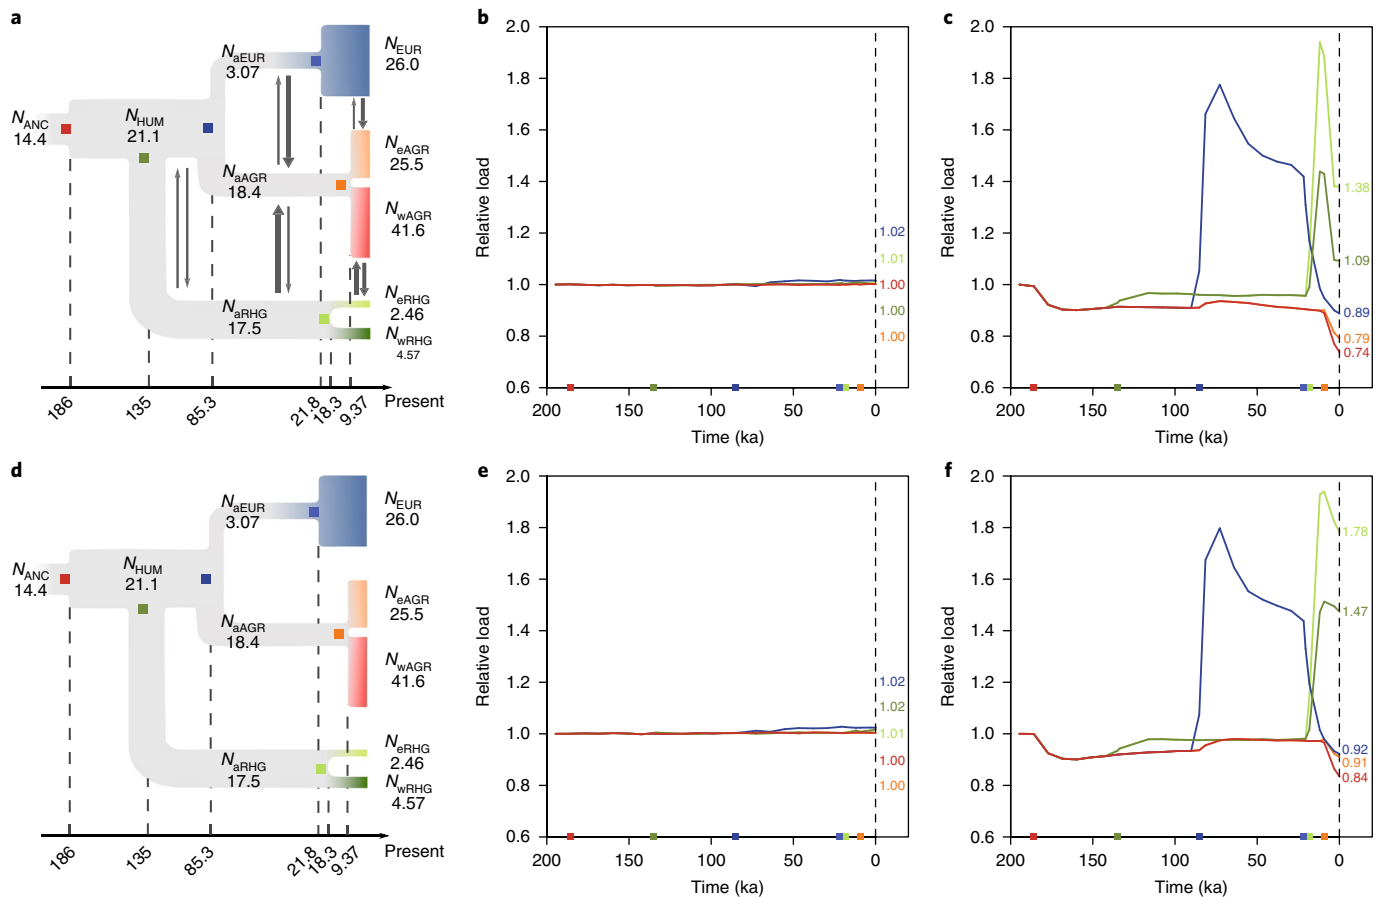 a
N_aEUR
3.07
N_EUR
26.0
N_ANC
14.4
N_HUM
21.1
N_eAGR
25.5
N_aAGR
18.4
N_wAGR
41.6
N_eRHG
2.46
N_aRHG
17.5
N_wRHG
4.57
186
135
85.3
21.8
18.3
9.37
Present
b
Relative load
2.0
1.8
1.6
1.4
1.2
1.0
0.8
0.6
1.02
1.01
1.00
1.00
1.00
200
150
100
50
0
Time (ka)
c
Relative load
2.0
1.8
1.6
1.4
1.2
1.0
0.8
0.6
1.38
1.09
0.89
0.79
0.74
200
150
100
50
0
Time (ka)
d
N_aEUR
3.07
N_EUR
26.0
N_ANC
14.4
N_HUM
21.1
N_eAGR
25.5
N_aAGR
18.4
N_wAGR
41.6
N_eRHG
2.46
N_aRHG
17.5
N_wRHG
4.57
186
135
85.3
21.8
18.3
9.37
Present
e
Relative load
2.0
1.8
1.6
1.4
1.2
1.0
0.8
0.6
1.02
1.02
1.01
1.00
1.00
200
150
100
50
0
Time (ka)
f
Relative load
2.0
1.8
1.6
1.4
1.2
1.0
0.8
0.6
1.78
1.47
0.92
0.91
0.84
200
150
100
50
0
Time (ka)